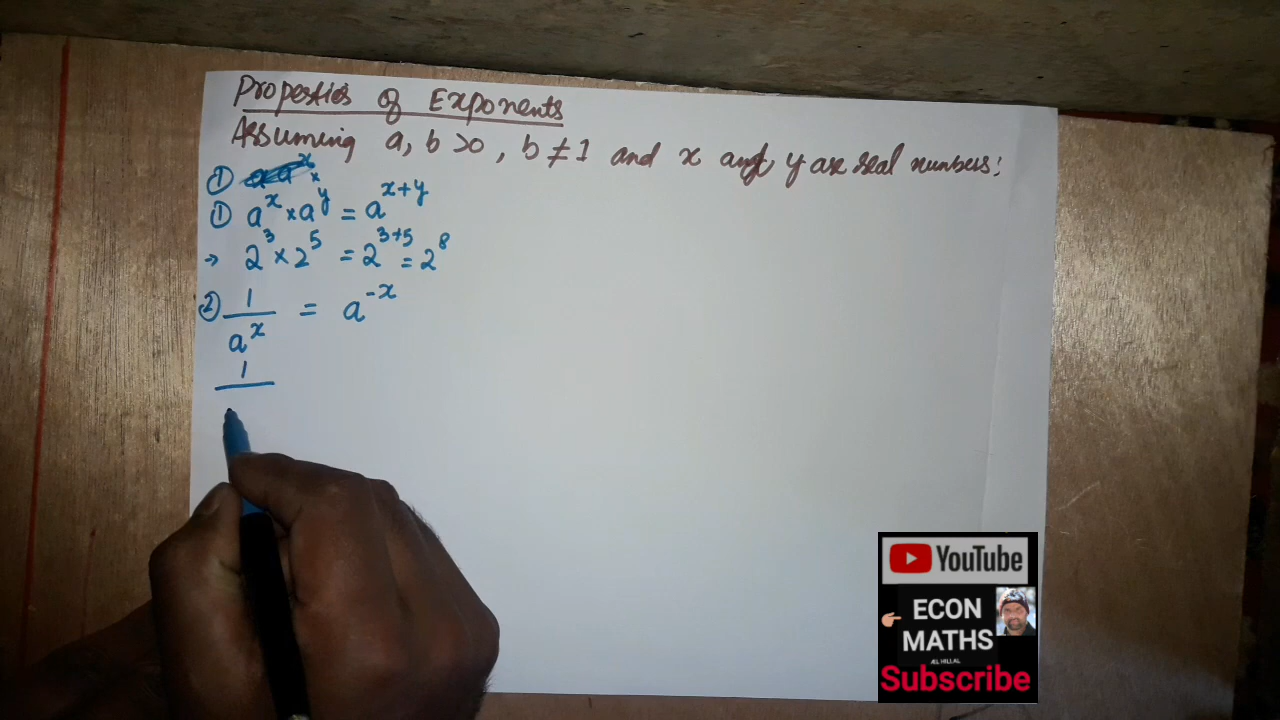 Properties of Exponents
Assuming a, b >0, b ≠ 1 and x and y are real numbers:
①
① a^x × a^y = a^(x+y)
→ 2^3 × 2^5 = 2^(3+5) = 2^8
② 1/a^x = a^(-x)
1
YouTube
ECON
MATHS
Subscribe